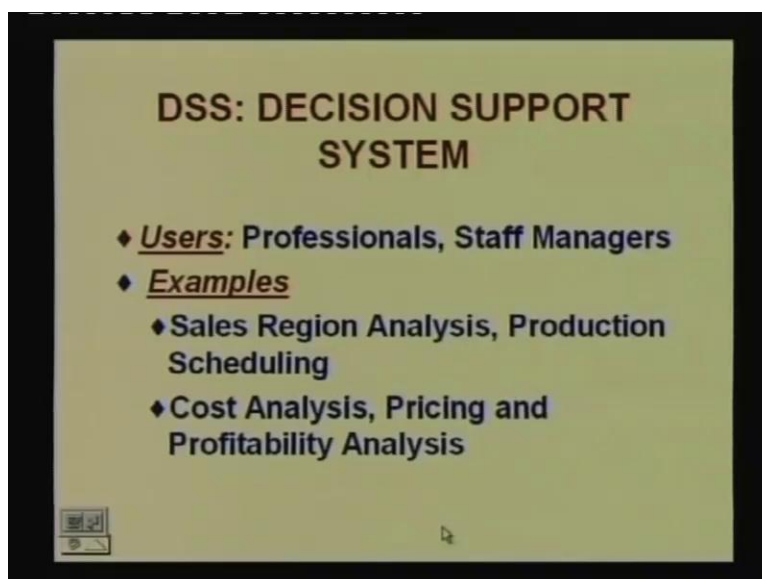 DSS: DECISION SUPPORT
SYSTEM
♦ Users: Professionals, Staff Managers
♦ Examples
♦Sales Region Analysis, Production
Scheduling
♦Cost Analysis, Pricing and
Profitability Analysis